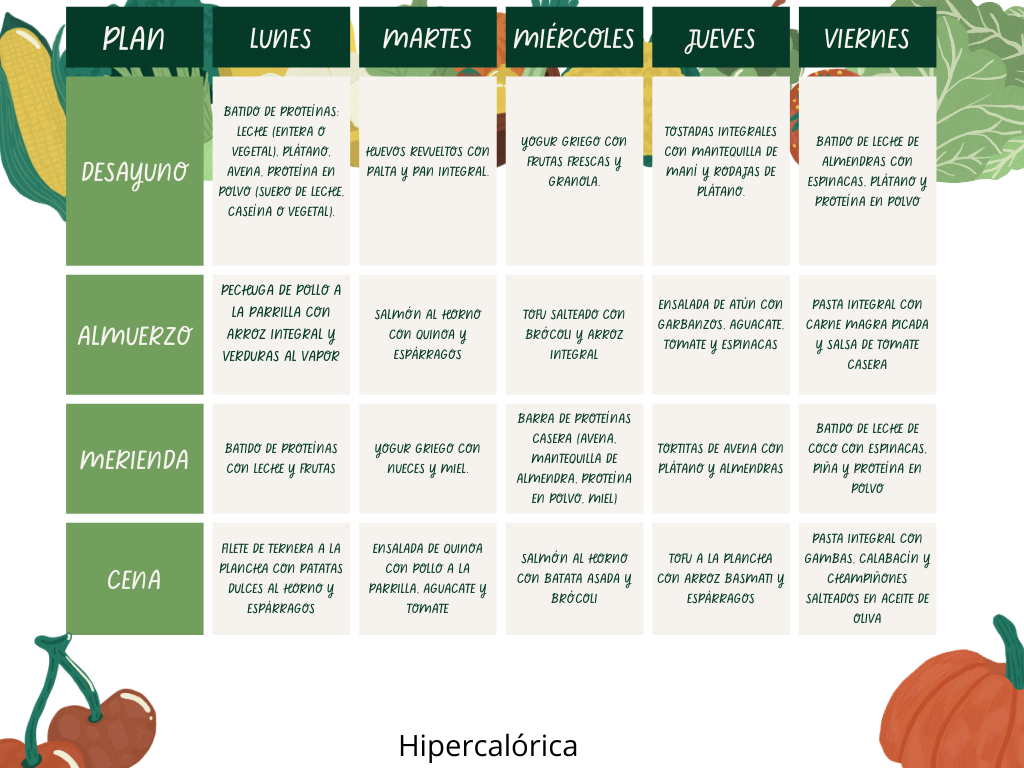 PLAN
LUNES
MARTES
MIÉRCOLES
JUEVES
VIERNES
DESAYUNO
BATIDO DE PROTEÍNAS:
LECHE (ENTERA O
VEGETAL), PLÁTANO,
AVENA, PROTEÍNA EN
POLVO (SUERO DE LECHE,
CASEÍNA O VEGETAL).
HUEVOS REVUELTOS CON
PALTA Y PAN INTEGRAL.
YOGUR GRIEGO CON
FRUTAS FRESCAS Y
GRANOLA.
TOSTADAS INTEGRALES
CON MANTEQUILLA DE
MANÍ Y RODAJAS DE
PLÁTANO.
BATIDO DE LECHE DE
ALMENDRAS CON
ESPINACAS, PLÁTANO Y
PROTEÍNA EN POLVO
ALMUERZO
PECHUGA DE POLLO A
LA PARRILLA CON
ARROZ INTEGRAL Y
VERDURAS AL VAPOR
SALMÓN AL HORNO
CON QUINOA Y
ESPÁRRAGOS
TOFU SALTEADO CON
BRÓCOLI Y ARROZ
INTEGRAL
ENSALADA DE ATÚN CON
GARBANZOS, AGUACATE,
TOMATE Y ESPINACAS
PASTA INTEGRAL CON
CARNE MAGRA PICADA
Y SALSA DE TOMATE
CASERA
MERIENDA
BATIDO DE PROTEÍNAS
CON LECHE Y FRUTAS
YOGUR GRIEGO CON
NUECES Y MIEL.
BARRA DE PROTEÍNAS
CASERA (AVENA,
MANTEQUILLA DE
ALMENDRA, PROTEÍNA
EN POLVO, MIEL)
TORTITAS DE AVENA CON
PLÁTANO Y ALMENDRAS
BATIDO DE LECHE DE
COCO CON ESPINACAS,
PIÑA Y PROTEÍNA EN
POLVO
CENA
FILETE DE TERNERA A LA
PLANCHA CON PATATAS
DULCES AL HORNO Y
ESPÁRRAGOS
ENSALADA DE QUINOA
CON POLLO A LA
PARRILLA, AGUACATE Y
TOMATE
SALMÓN AL HORNO
CON BATATA ASADA Y
BRÓCOLI
TOFU A LA PLANCHA
CON ARROZ BASMATI Y
ESPÁRRAGOS
PASTA INTEGRAL CON
GAMBAS, CALABACÍN Y
CHAMPIÑONES
SALTEADOS EN ACEITE DE
OLIVA
Hipercalórica